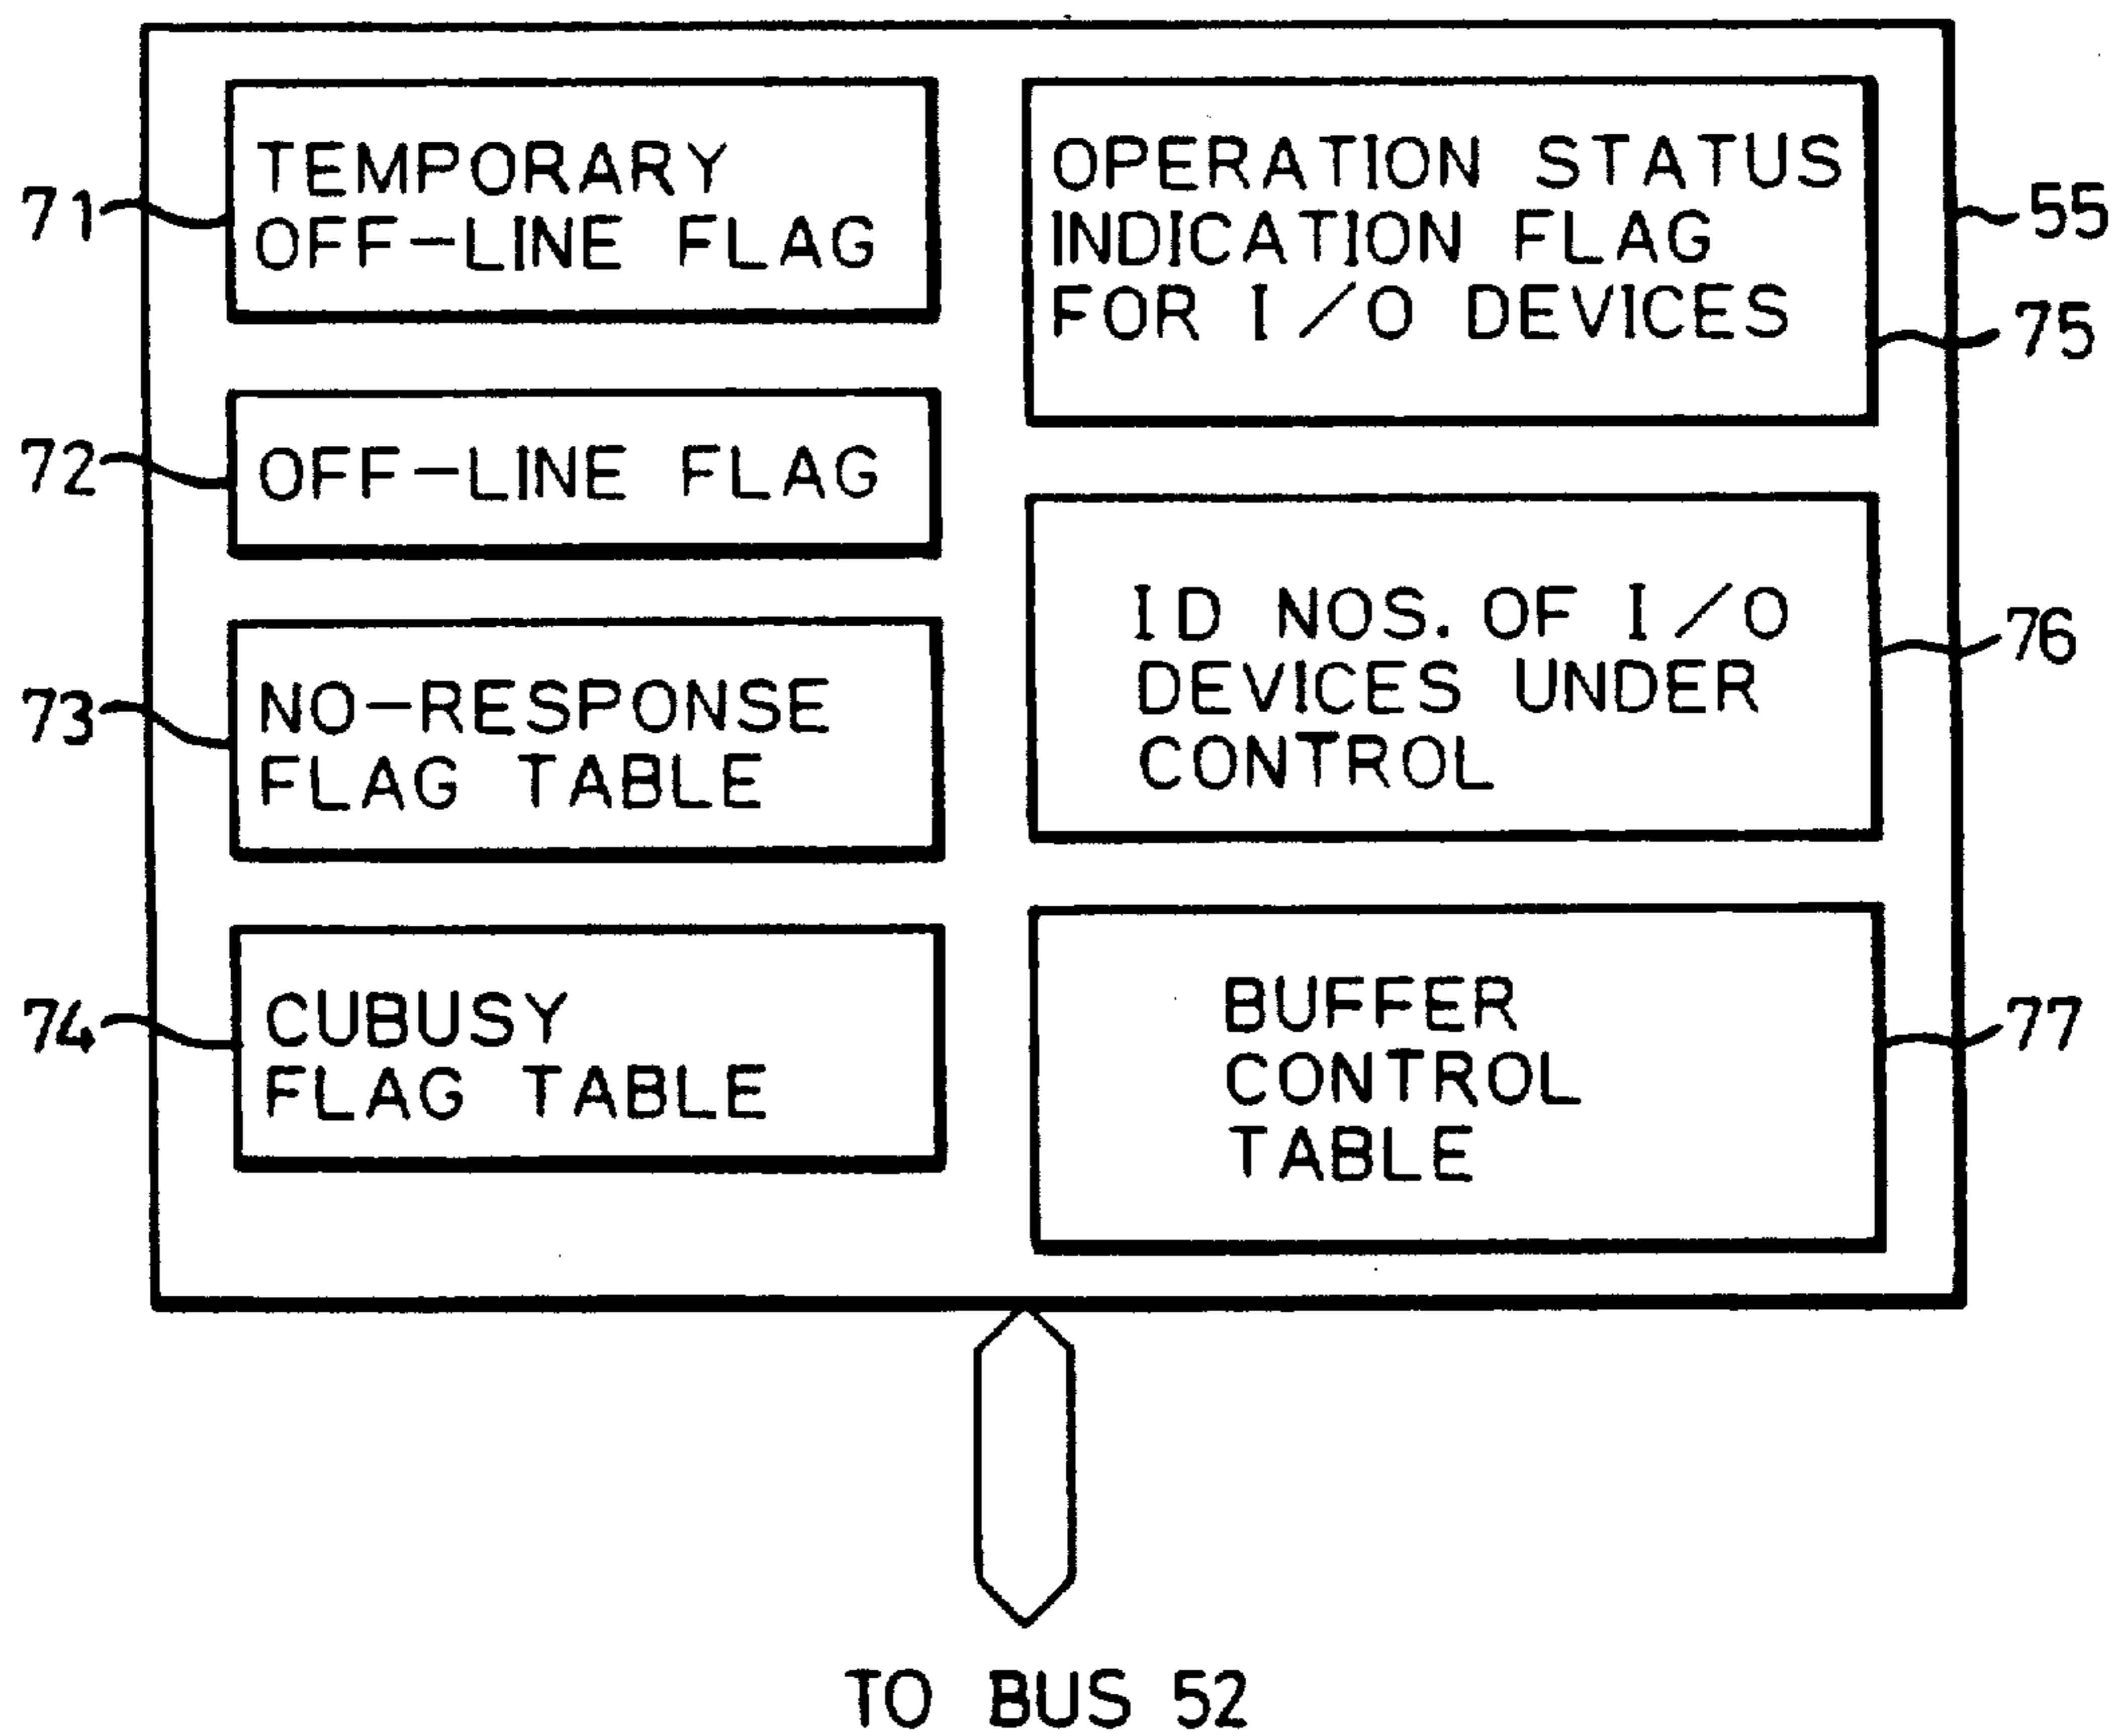 71
TEMPORARY
OFF-LINE FLAG
72
OFF-LINE FLAG
73
NO-RESPONSE
FLAG TABLE
74
CUBUSY
FLAG TABLE
OPERATION STATUS
INDICATION FLAG
FOR I/O DEVICES
55
75
ID NOS. OF I/O
DEVICES UNDER
CONTROL
76
BUFFER
CONTROL
TABLE
77
TO BUS 52